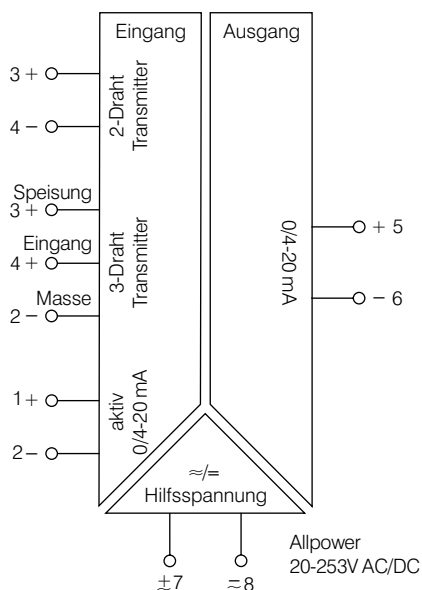 Eingang
Ausgang
3 +
4 −
2-Draht
Transmitter
Speisung
3 +
Eingang
4 +
Masse
2 −
3-Draht
Transmitter
1 +
2 −
aktiv
0/4-20 mA
0/4-20 mA
+ 5
− 6
≈/=
Hilfsspannung
Allpower
20-253V AC/DC
±̰7
≂8